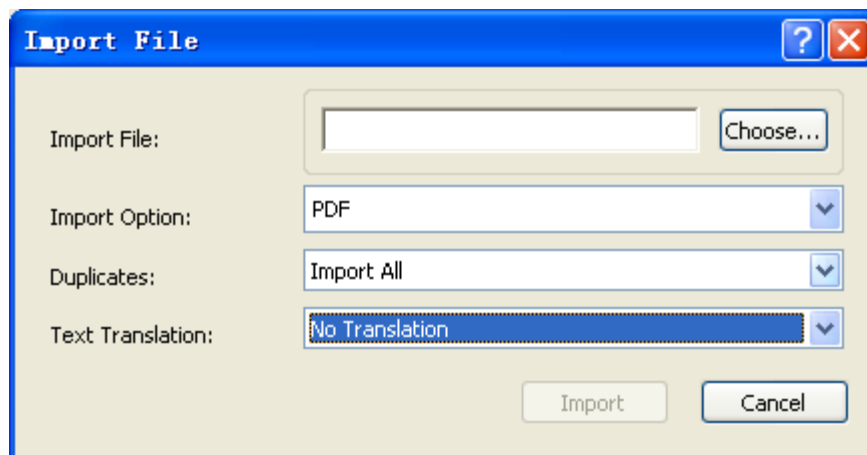 Import File
Import File:
Choose...
Import Option:
PDF
Duplicates:
Import All
Text Translation:
No Translation
Import
Cancel